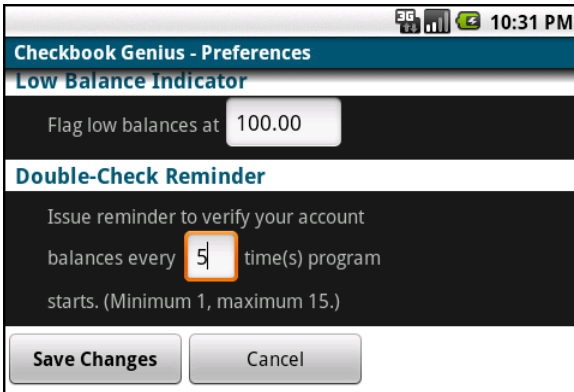 3G 10:31 PM
Checkbook Genius - Preferences
Low Balance Indicator
Flag low balances at 100.00
Double-Check Reminder
Issue reminder to verify your account
balances every 5 time(s) program
starts. (Minimum 1, maximum 15.)
Save Changes Cancel